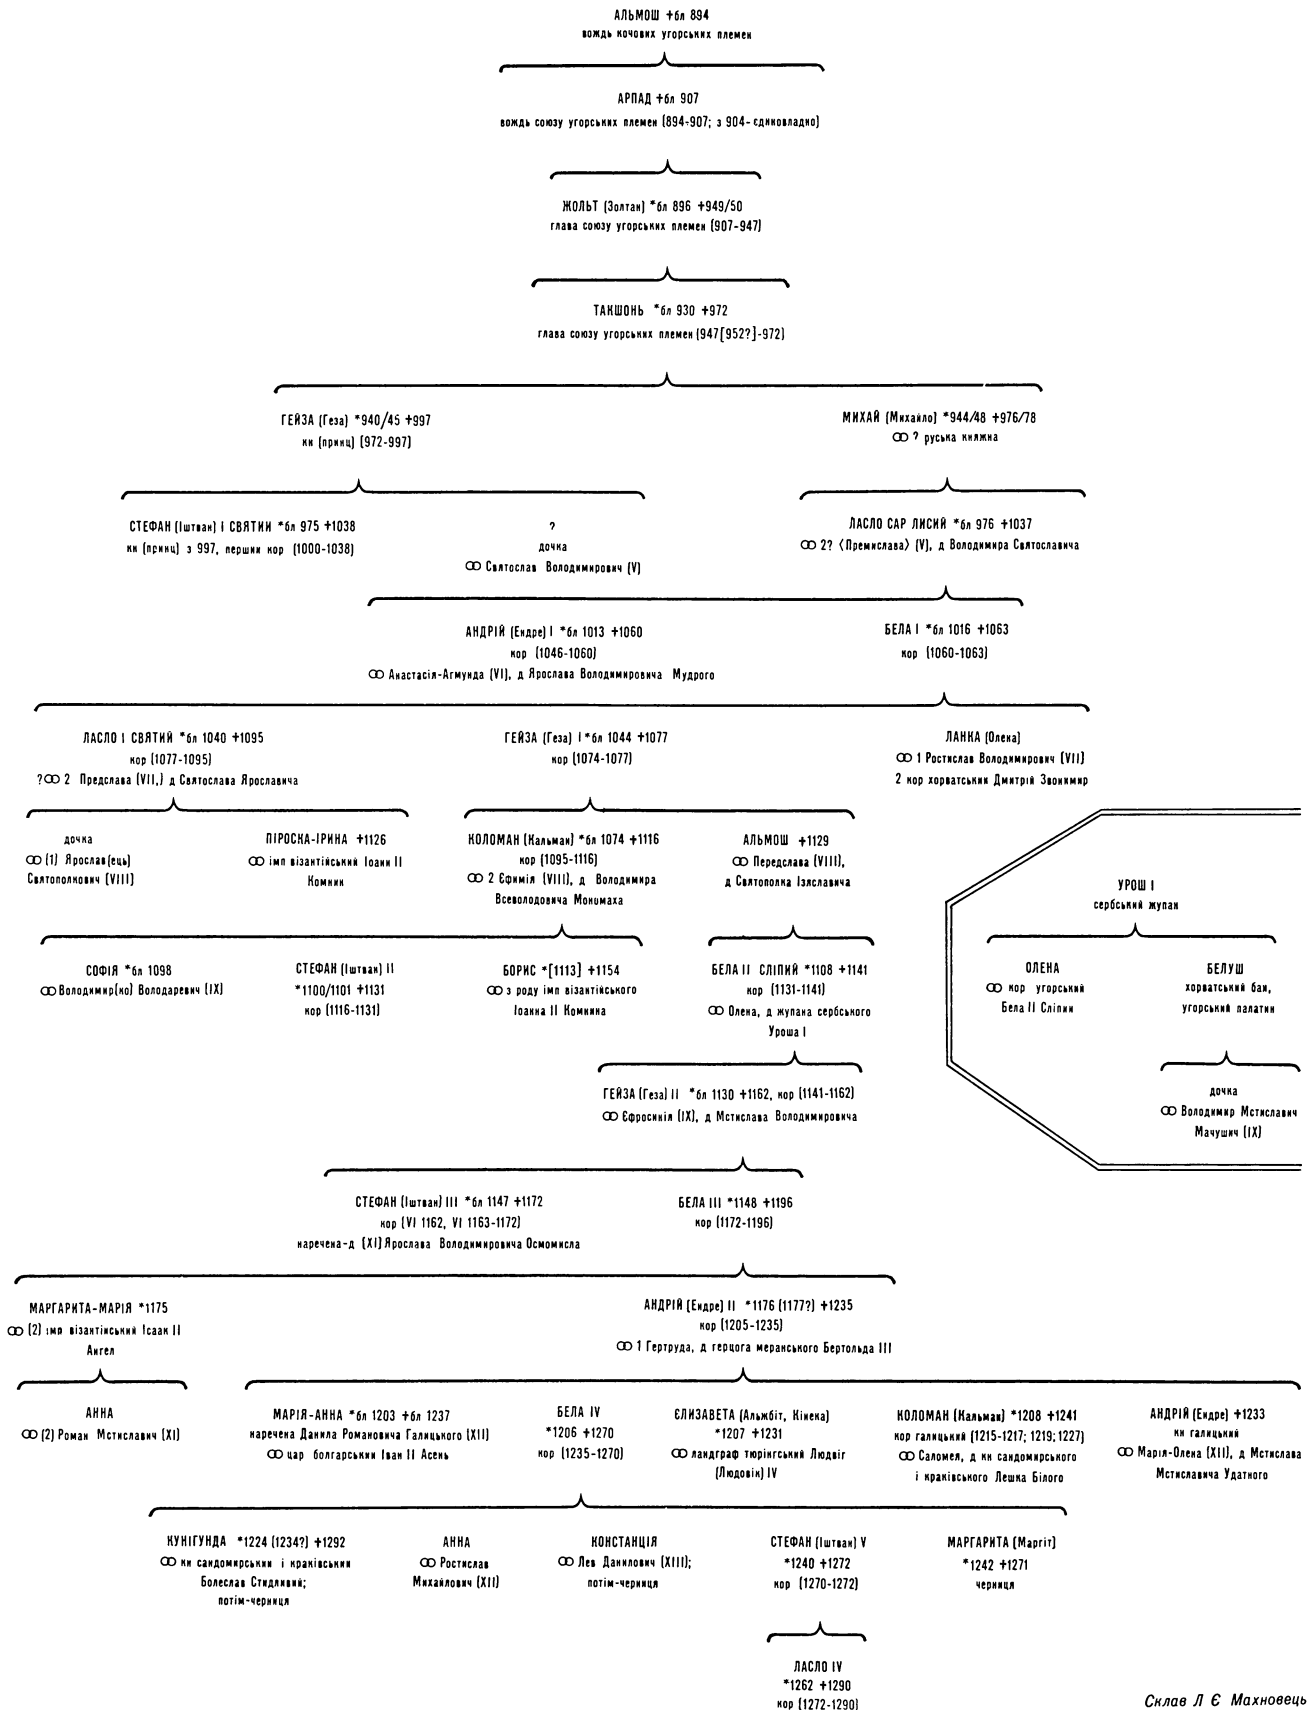 АЛЬМОШ +бл 894
вождь кочових угорських племен
АРПАД +бл 907
вождь союзу угорських племен (894-907; з 904-єдиновладно)
ЖОЛЬТ (Золтан) *бл 896 +949/50
глава союзу угорських племен (907-947)
ТАКШОНЬ *бл 930 +972
глава союзу угорських племен (947[952?]-972)
ГЕЙЗА (Геза) *940/45 +997
кн (принц) (972-997)
МИХАЙ (Михайло) *944/48 +976/78
∞ ? руська княжна
СТЕФАН (Іштван) І СВЯТИЙ *бл 975 +1038
кн (принц) з 997, перший кор (1000-1038)
?
дочка
∞ Святослав Володимирович (V)
ЛАСЛО САР ЛИСИЙ *бл 976 +1037
∞ 2? ⟨Премислава⟩ (V), д Володимира Святославича
АНДРІЙ (Ендре) І *бл 1013 +1060
кор (1046-1060)
∞ Анастасія-Агмунда (VI), д Ярослава Володимировича Мудрого
БЕЛА І *бл 1016 +1063
кор (1060-1063)
ЛАСЛО І СВЯТИЙ *бл 1040 +1095
кор (1077-1095)
?∞ 2 Предслава (VII,) д Святослава Ярославича
ГЕЙЗА (Геза) І *бл 1044 +1077
кор (1074-1077)
ЛАНКА (Олена)
∞ 1 Ростислав Володимирович (VII)
2 кор хорватський Дмитрій Звонимир
дочка
∞ (1) Ярослав(ець)
Святополкович (VIII)
ПІРОСКА-ІРИНА +1126
∞ імп візантійський Іоанн ІІ
Комнин
КОЛОМАН (Кальман) *бл 1074 +1116
кор (1095-1116)
∞ 2 Єфимія (VIII), д Володимира
Всеволодовича Мономаха
АЛЬМОШ +1129
∞ Передслава (VIII),
д Святополка Ізяславича
УРОШ І
сербський жупан
СОФІЯ *бл 1098
∞ Володимир(ко) Володаревич (IX)
СТЕФАН (Іштван) ІІ
*1100/1101 +1131
кор (1116-1131)
БОРИС *[1113] +1154
∞ з роду імп візантійського
Іоанна ІІ Комнина
БЕЛА ІІ СЛІПИЙ *1108 +1141
кор (1131-1141)
∞ Олена, д жупана сербського
Уроша І
ОЛЕНА
∞ кор угорський
Бела ІІ Сліпий
БЕЛУШ
хорватський бан,
угорський палатин
ГЕЙЗА (Геза) ІІ *бл 1130 +1162, кор (1141-1162)
∞ Єфросинія (IX), д Мстислава Володимировича
дочка
∞ Володимир Мстиславич
Мачушич (IX)
СТЕФАН (Іштван) ІІІ *бл 1147 +1172
кор (VI 1162, VI 1163-1172)
наречена-д (XI) Ярослава Володимировича Осмомисла
БЕЛА ІІІ *1148 +1196
кор (1172-1196)
МАРГАРИТА-МАРІЯ *1175
∞ (2) імп візантійський Ісаак ІІ
Ангел
АНДРІЙ (Ендре) ІІ *1176 (1177?) +1235
кор (1205-1235)
∞ 1 Гертруда, д герцога меранського Бертольда ІІІ
АННА
∞ (2) Роман Мстиславич (XI)
МАРІЯ-АННА *бл 1203 +бл 1237
наречена Данила Романовича Галицького (XII)
∞ цар болгарський Іван ІІ Асень
БЕЛА IV
*1206 +1270
кор (1235-1270)
ЄЛИЗАВЕТА (Альжбіт, Кінека)
*1207 +1231
∞ ландграф тюрінгський Людвіг
(Людовік) IV
КОЛОМАН (Кальман) *1208 +1241
кор галицький (1215-1217; 1219; 1227)
∞ Саломея, д кн сандомирського
і краківського Лешка Білого
АНДРІЙ (Ендре) +1233
кн галицький
∞ Марія-Олена (XII), д Мстислава
Мстиславича Удатного
КУНІГУНДА *1224 (1234?) +1292
∞ кн сандомирський і краківський
Болеслав Стидливий;
потім-черниця
АННА
∞ Ростислав
Михайлович (XII)
КОНСТАНЦІЯ
∞ Лев Данилович (XIII);
потім-черниця
СТЕФАН (Іштван) V
*1240 +1272
кор (1270-1272)
МАРГАРИТА (Маргіт)
*1242 +1271
черниця
ЛАСЛО IV
*1262 +1290
кор (1272-1290)
Склав Л Є Махновець